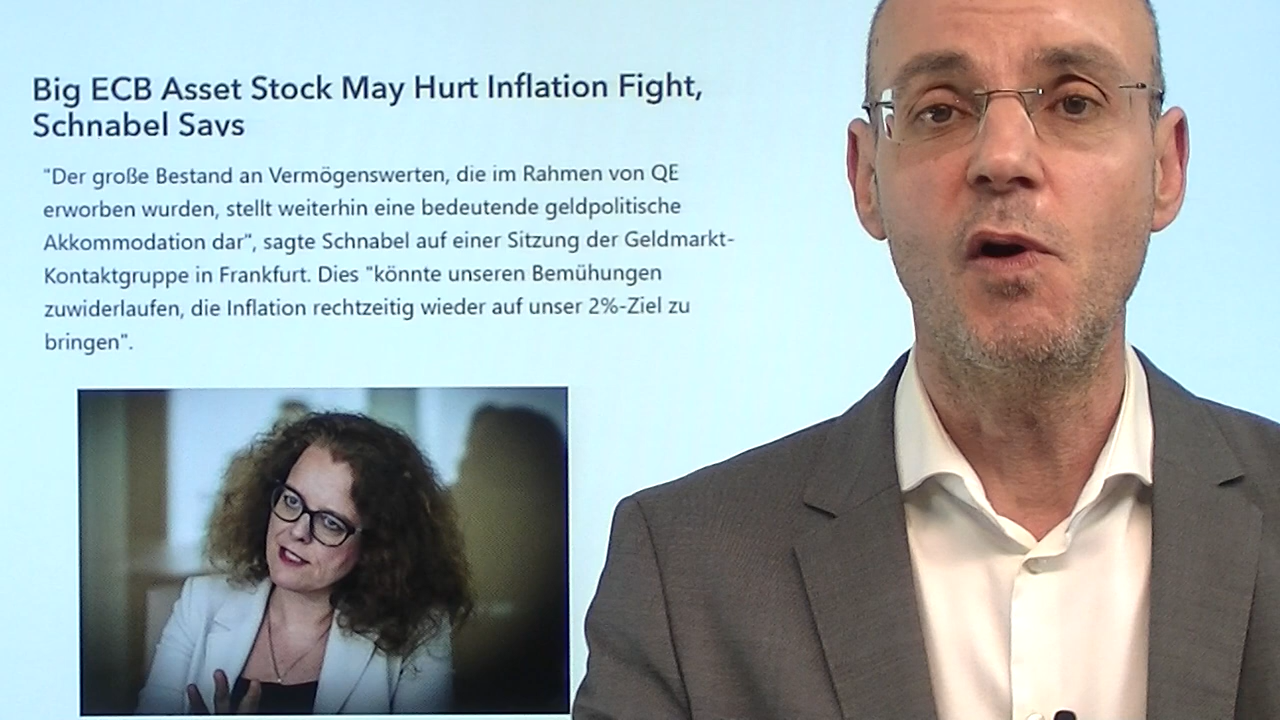 Big ECB Asset Stock May Hurt Inflation Fight,
Schnabel Savs
"Der große Bestand an Vermögenswerten, die im Rahmen von QE
erworben wurden, stellt weiterhin eine bedeutende geldpolitische
Akkommodation dar", sagte Schnabel auf einer Sitzung der Geldmarkt-
Kontaktgruppe in Frankfurt. Dies "könnte unseren Bemühungen
zuwiderlaufen, die Inflation rechtzeitig wieder auf unser 2%-Ziel zu
bringen".